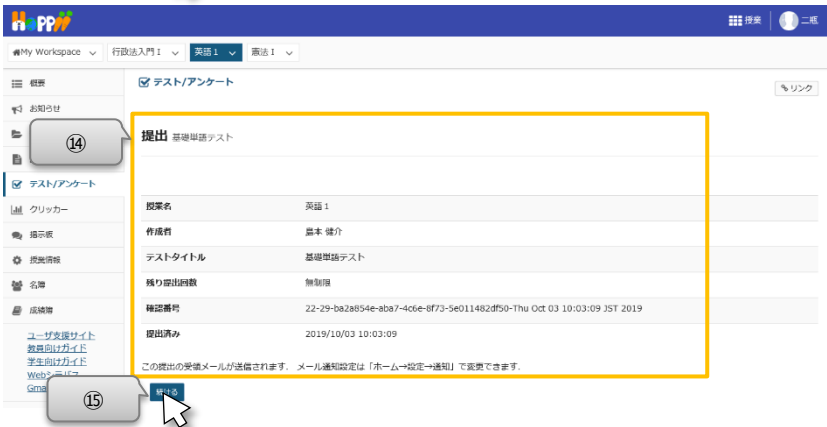 HoPPii
授業
二瓶
My Workspace
行政法入門 I
英語 1
憲法 I
概要
テスト/アンケート
リンク
お知らせ
⑭
提出 基礎単語テスト
テスト/アンケート
クリッカー
授業名 英語 1
掲示板
作成者 島本 健介
授業情報
テストタイトル 基礎単語テスト
名簿
残り提出回数 無制限
成績簿
確認番号 22-29-ba2a854e-aba7-4c6e-8f73-5e011482df50-Thu Oct 03 10:03:09 JST 2019
提出済み 2019/10/03 10:03:09
ユーザ支援サイト
教員向けガイド
学生向けガイド
この提出の受領メールが送信されます. メール通知設定は「ホーム→設定→通知」で変更できます.
Webシラバス
Gma
続ける
⑮